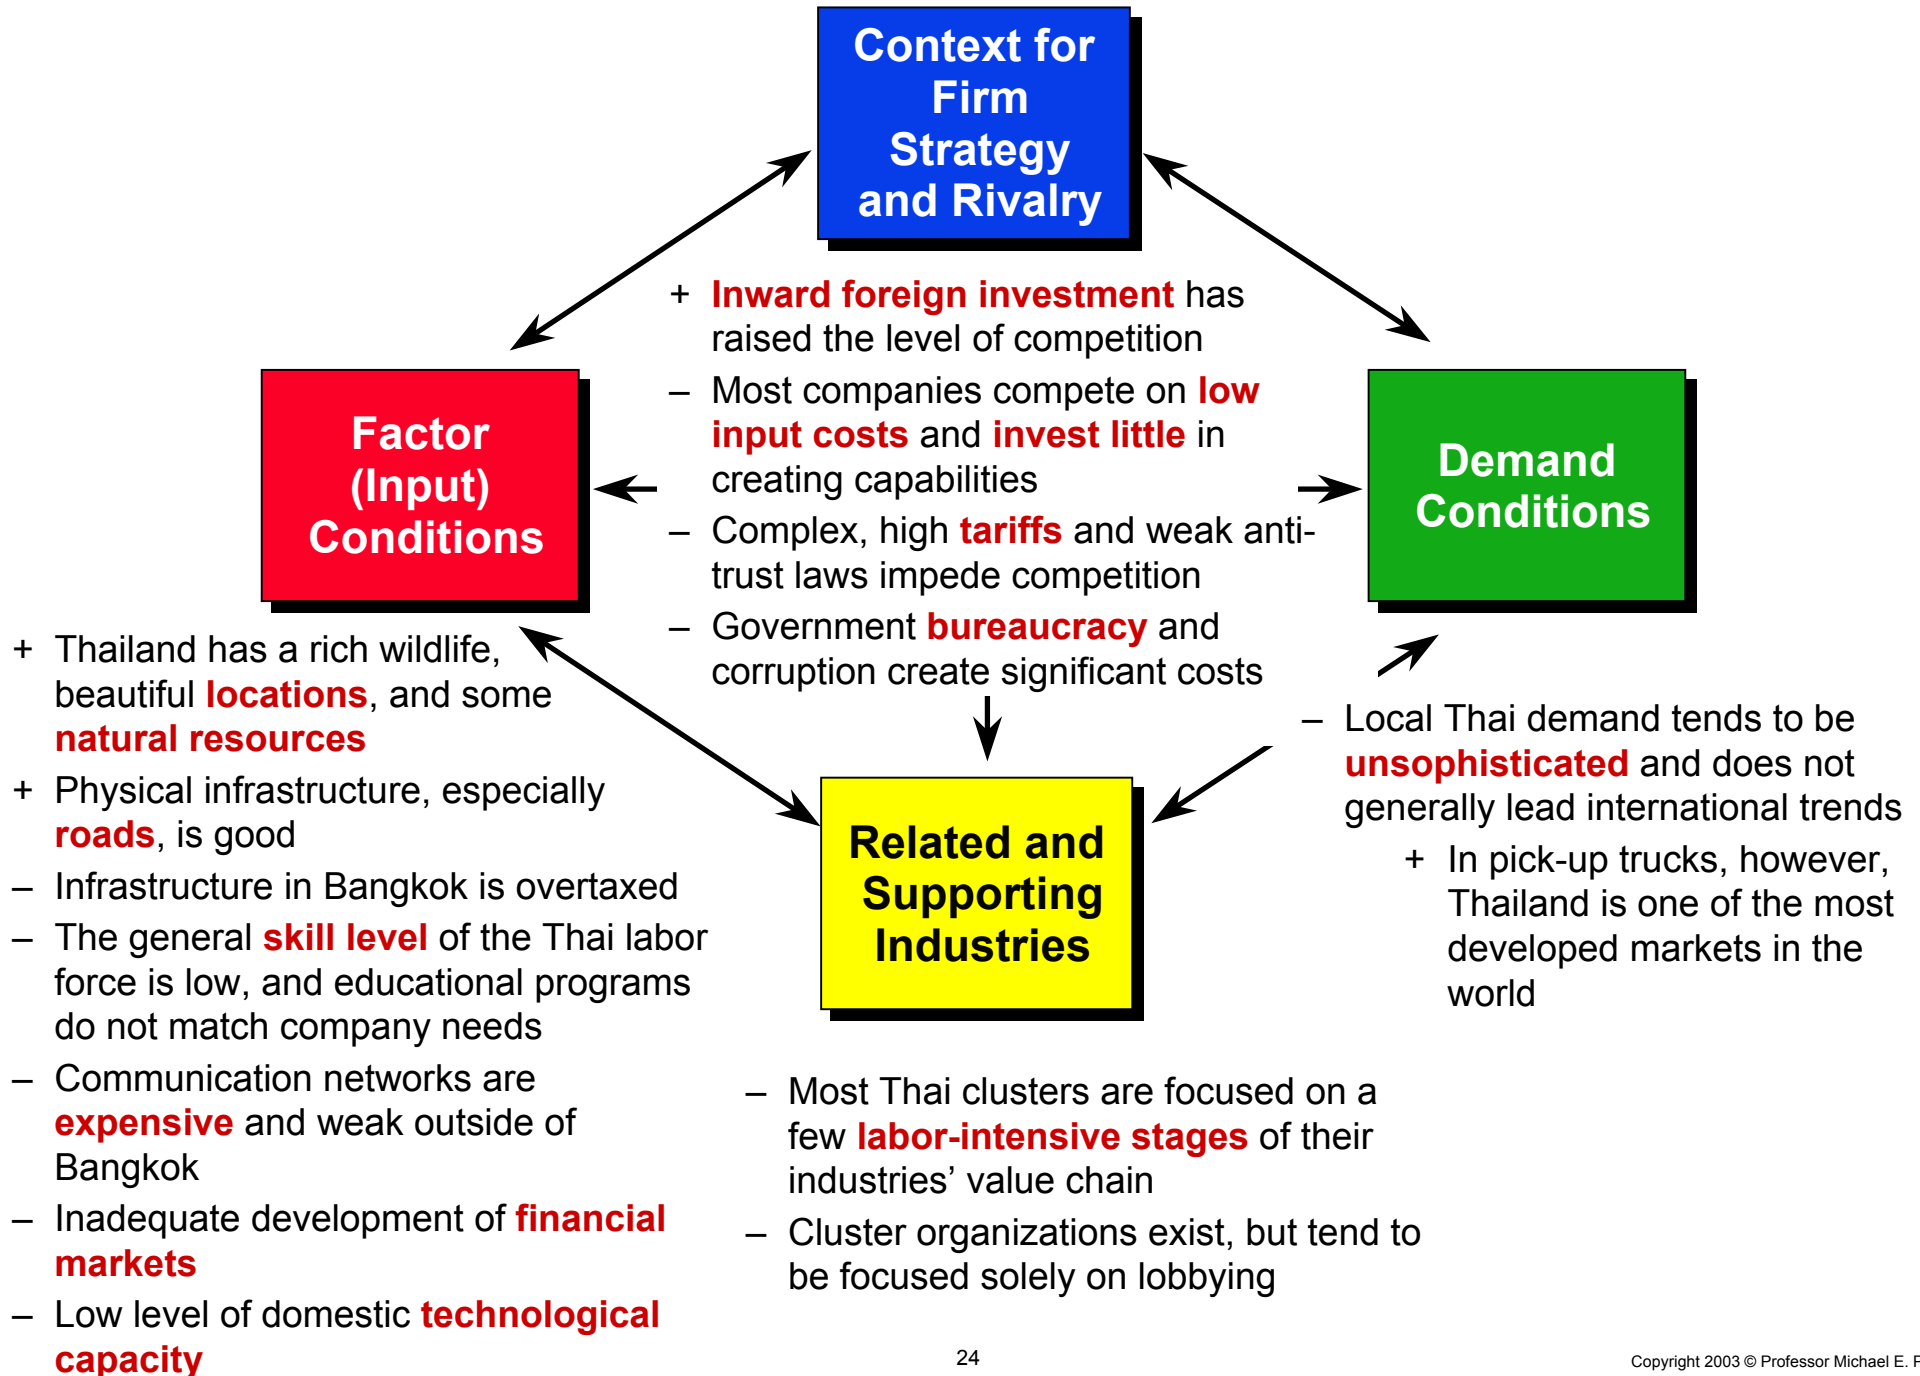 Context for
Firm
Strategy
and Rivalry
+ Inward foreign investment has
raised the level of competition
– Most companies compete on low
input costs and invest little in
creating capabilities
– Complex, high tariffs and weak anti-
trust laws impede competition
– Government bureaucracy and
corruption create significant costs
Factor
(Input)
Conditions
Demand
Conditions
+ Thailand has a rich wildlife,
beautiful locations, and some
natural resources
+ Physical infrastructure, especially
roads, is good
– Infrastructure in Bangkok is overtaxed
– The general skill level of the Thai labor
force is low, and educational programs
do not match company needs
– Communication networks are
expensive and weak outside of
Bangkok
– Inadequate development of financial
markets
– Low level of domestic technological
capacity
Related and
Supporting
Industries
– Most Thai clusters are focused on a
few labor-intensive stages of their
industries’ value chain
– Cluster organizations exist, but tend to
be focused solely on lobbying
– Local Thai demand tends to be
unsophisticated and does not
generally lead international trends
+ In pick-up trucks, however,
Thailand is one of the most
developed markets in the
world
24
Copyright 2003 © Professor Michael E.